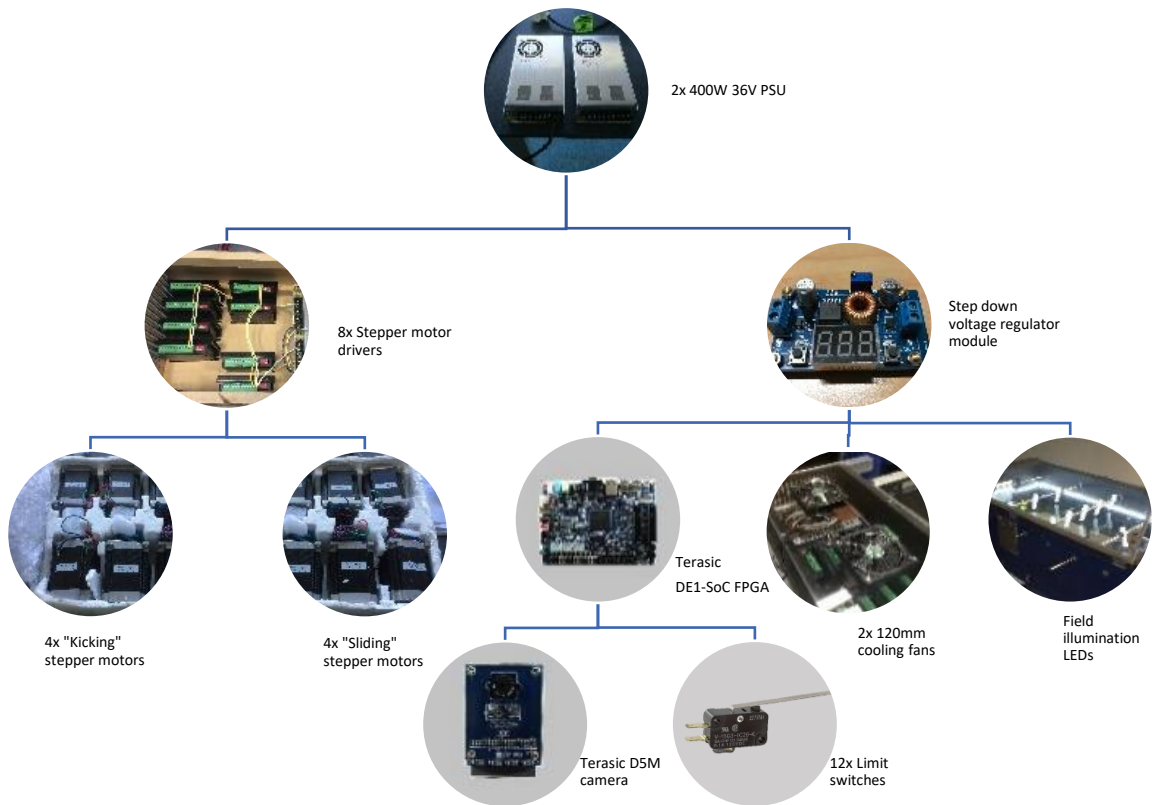 2x 400W 36V PSU
8x Stepper motor
drivers
Step down
voltage regulator
module
4x "Kicking"
stepper motors
4x "Sliding"
stepper motors
Terasic
DE1-SoC FPGA
2x 120mm
cooling fans
Field
illumination
LEDs
Terasic D5M
camera
12x Limit
switches